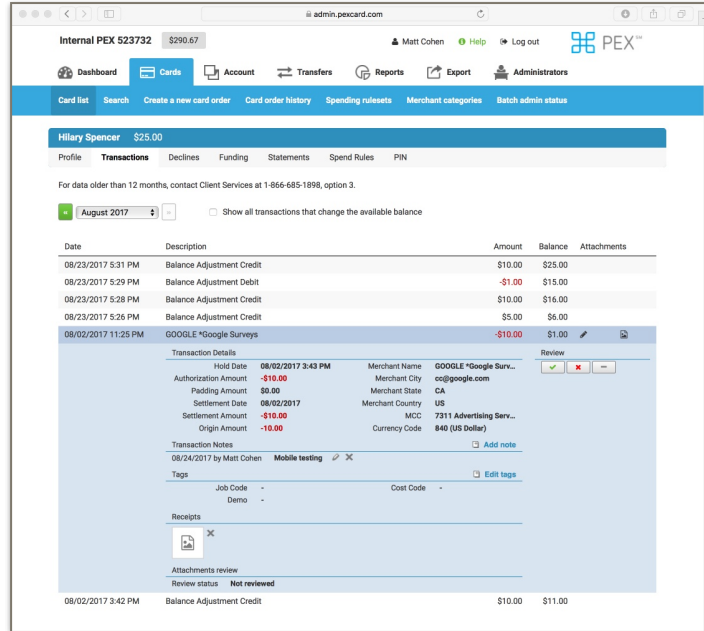 admin.pexcard.com
Internal PEX 523732 $290.67 Matt Cohen Help Log out PEX℠
Dashboard Cards Account Transfers Reports Export Administrators
Card list Search Create a new card order Card order history Spending rulesets Merchant categories Batch admin status
Hilary Spencer $25.00
Profile Transactions Declines Funding Statements Spend Rules PIN
For data older than 12 months, contact Client Services at 1-866-685-1898, option 3.
« August 2017 » Show all transactions that change the available balance
Date Description Amount Balance Attachments
08/23/2017 5:31 PM Balance Adjustment Credit $10.00 $25.00
08/23/2017 5:29 PM Balance Adjustment Debit -$1.00 $15.00
08/23/2017 5:28 PM Balance Adjustment Credit $10.00 $16.00
08/23/2017 5:26 PM Balance Adjustment Credit $5.00 $6.00
08/02/2017 11:25 PM GOOGLE *Google Surveys -$10.00 $1.00
Transaction Details Review
Hold Date 08/02/2017 3:43 PM Merchant Name GOOGLE *Google Surv...
Authorization Amount -$10.00 Merchant City cc@google.com
Padding Amount $0.00 Merchant State CA
Settlement Date 08/02/2017 Merchant Country US
Settlement Amount -$10.00 MCC 7311 Advertising Serv...
Origin Amount -10.00 Currency Code 840 (US Dollar)
Transaction Notes Add note
08/24/2017 by Matt Cohen Mobile testing
Tags Edit tags
Job Code - Cost Code -
Demo -
Receipts
Attachments review
Review status Not reviewed
08/02/2017 3:42 PM Balance Adjustment Credit $10.00 $11.00